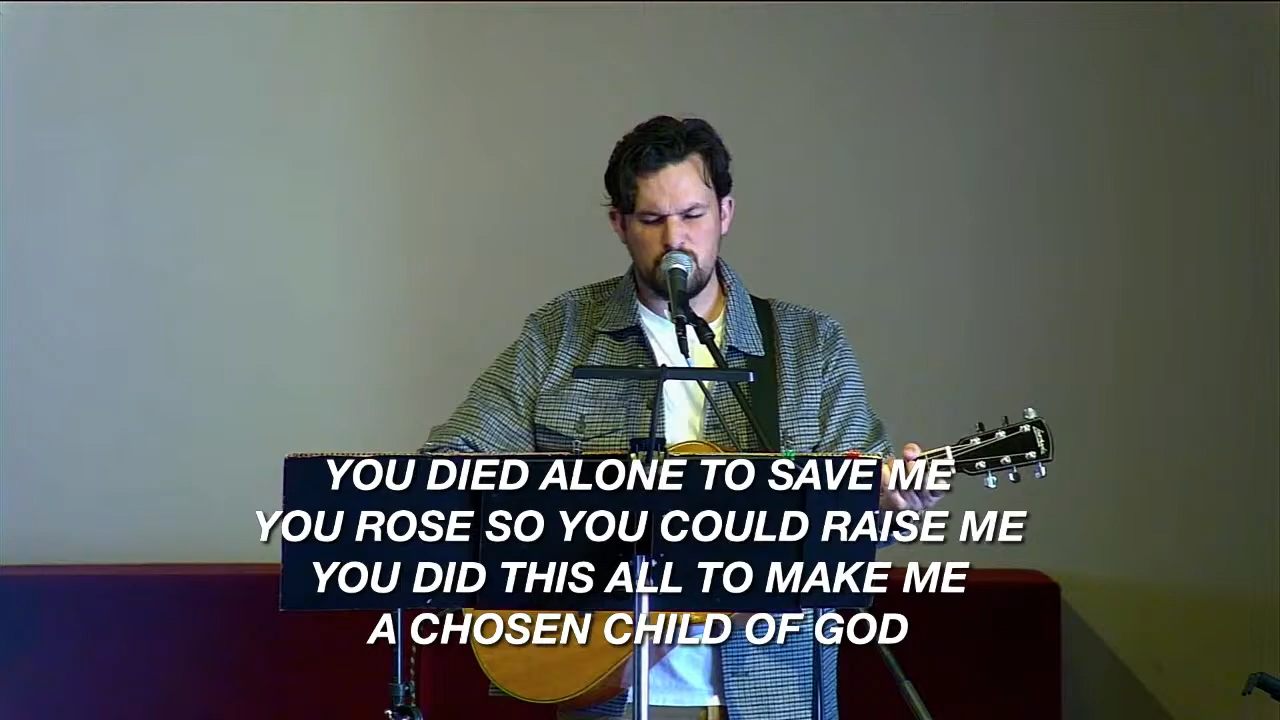 YOU DIED ALONE TO SAVE ME
YOU ROSE SO YOU COULD RAISE ME
YOU DID THIS ALL TO MAKE ME
A CHOSEN CHILD OF GOD